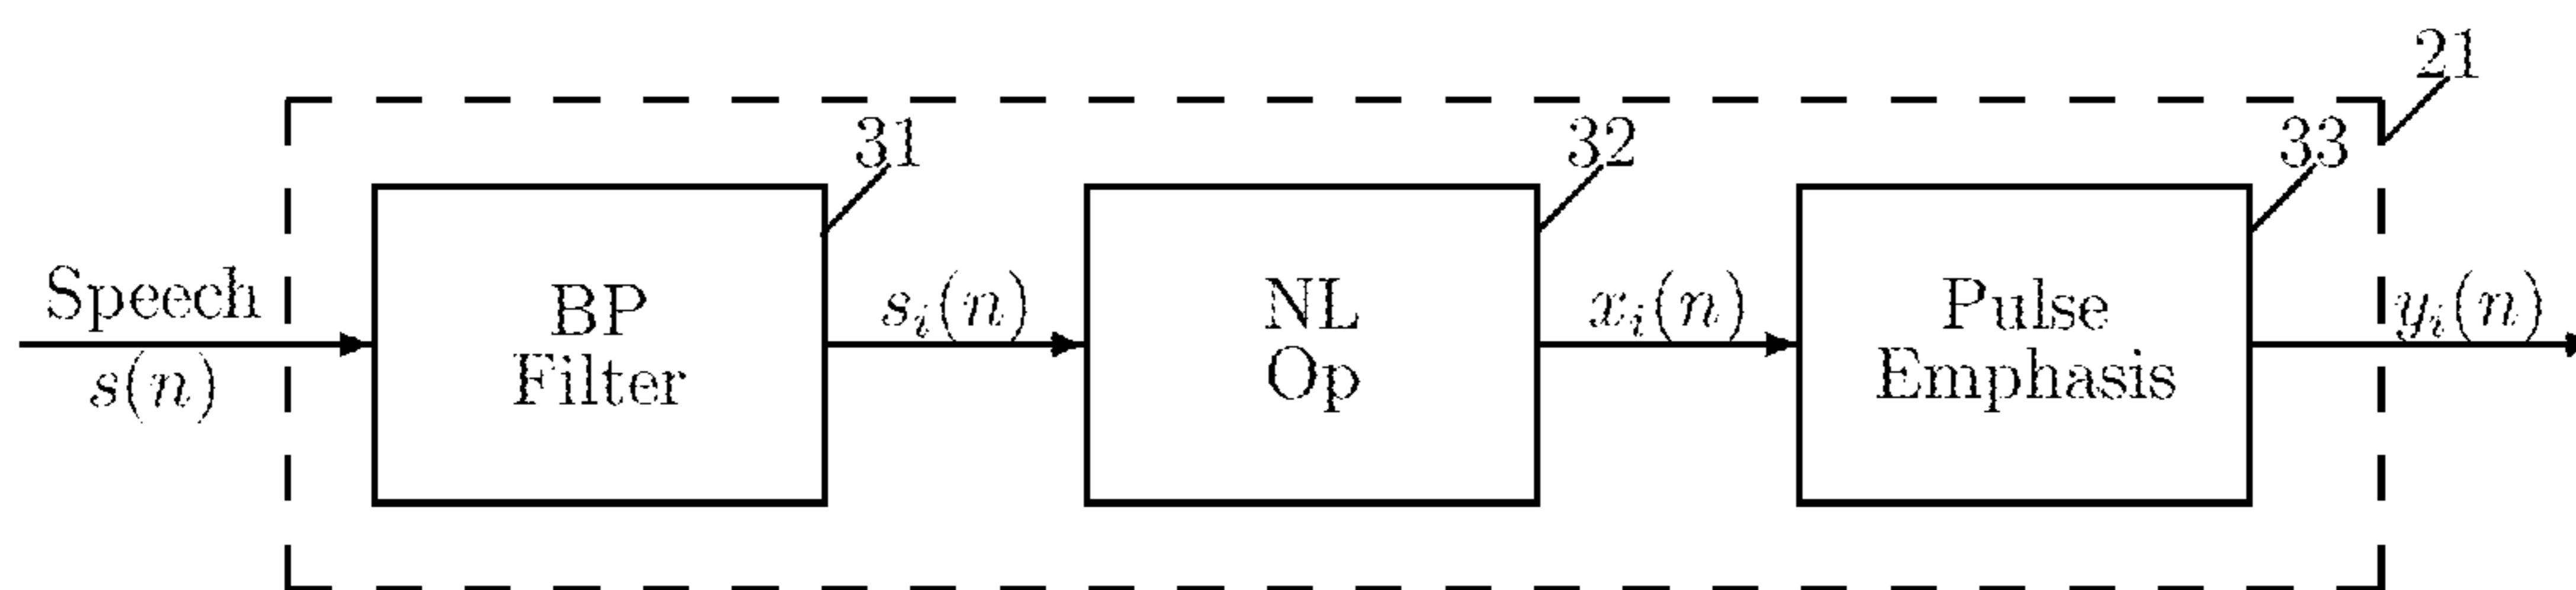 21
31
32
33
Speech
s(n)
BP
Filter
s_i(n)
NL
Op
x_i(n)
Pulse
Emphasis
y_i(n)